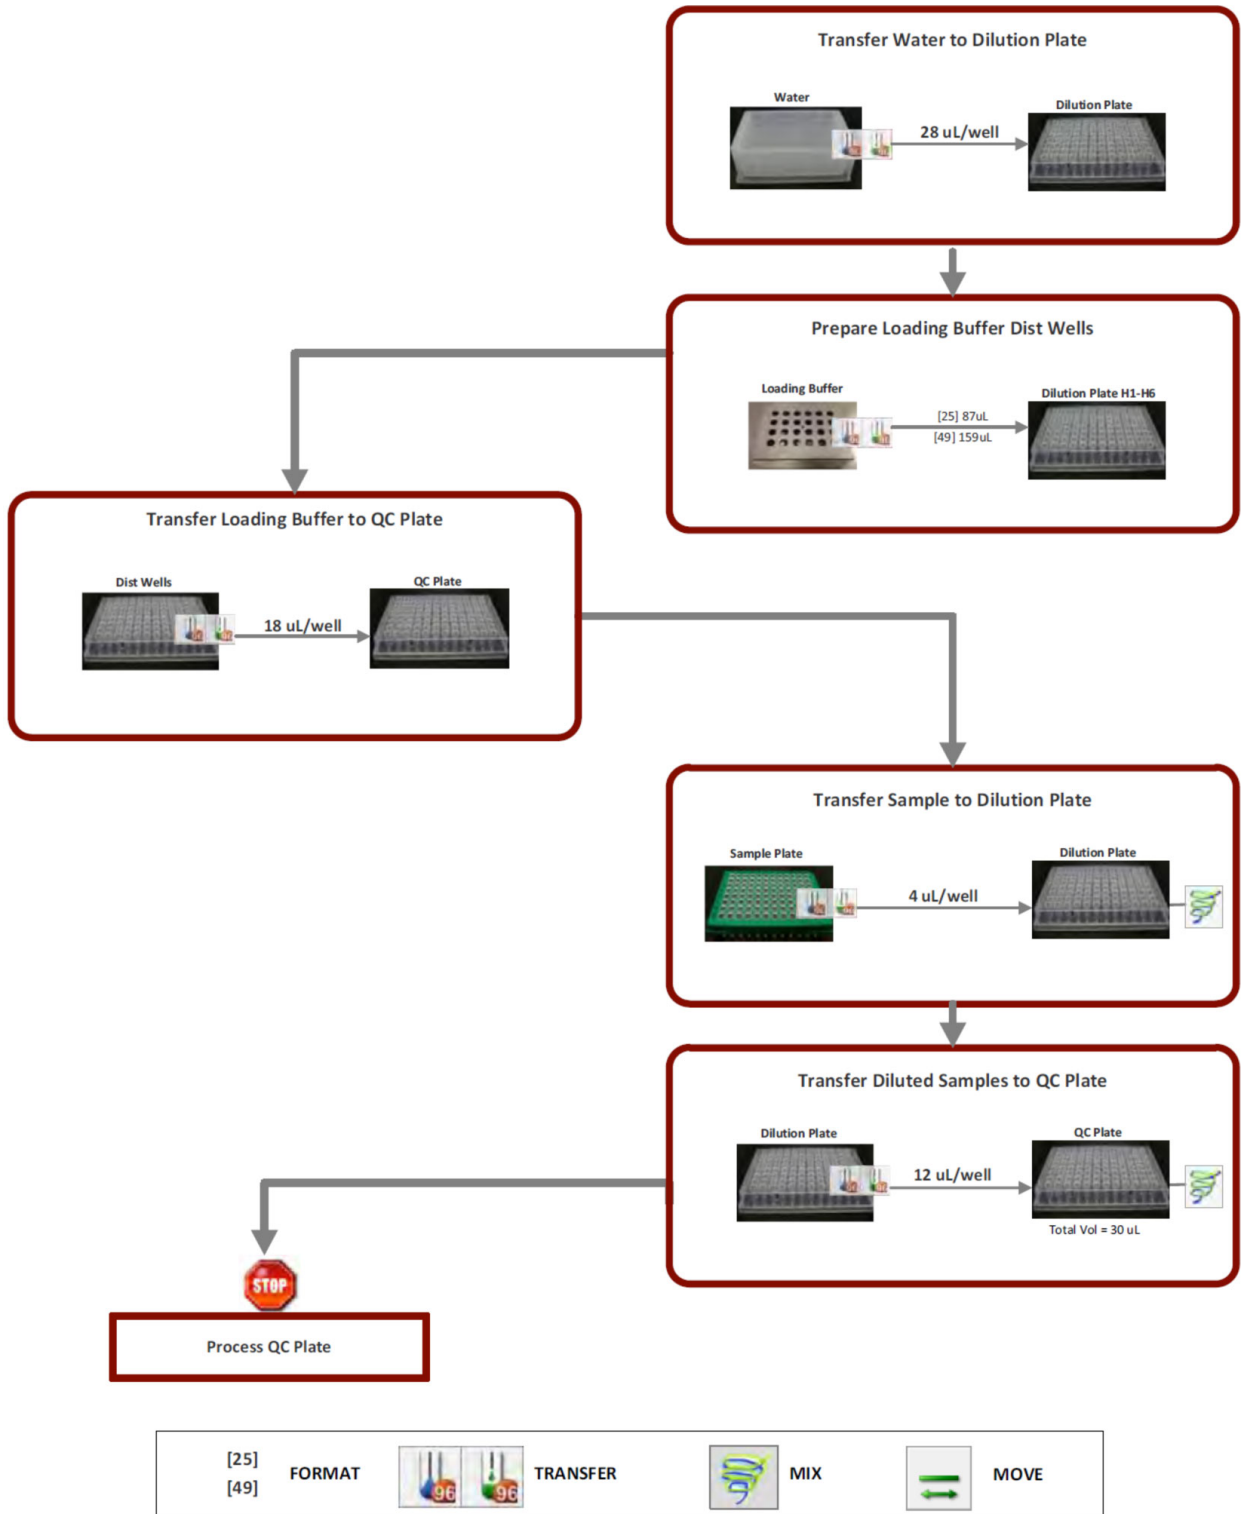 Transfer Water to Dilution Plate
Water
Dilution Plate
28 uL/well
Prepare Loading Buffer Dist Wells
Loading Buffer
Dilution Plate H1-H6
[25] 87uL
[49] 159uL
Transfer Loading Buffer to QC Plate
Dist Wells
QC Plate
18 uL/well
Transfer Sample to Dilution Plate
Sample Plate
Dilution Plate
4 uL/well
Transfer Diluted Samples to QC Plate
Dilution Plate
QC Plate
12 uL/well
Total Vol = 30 uL
STOP
Process QC Plate
[25]
[49]
FORMAT
96
96
TRANSFER
MIX
MOVE